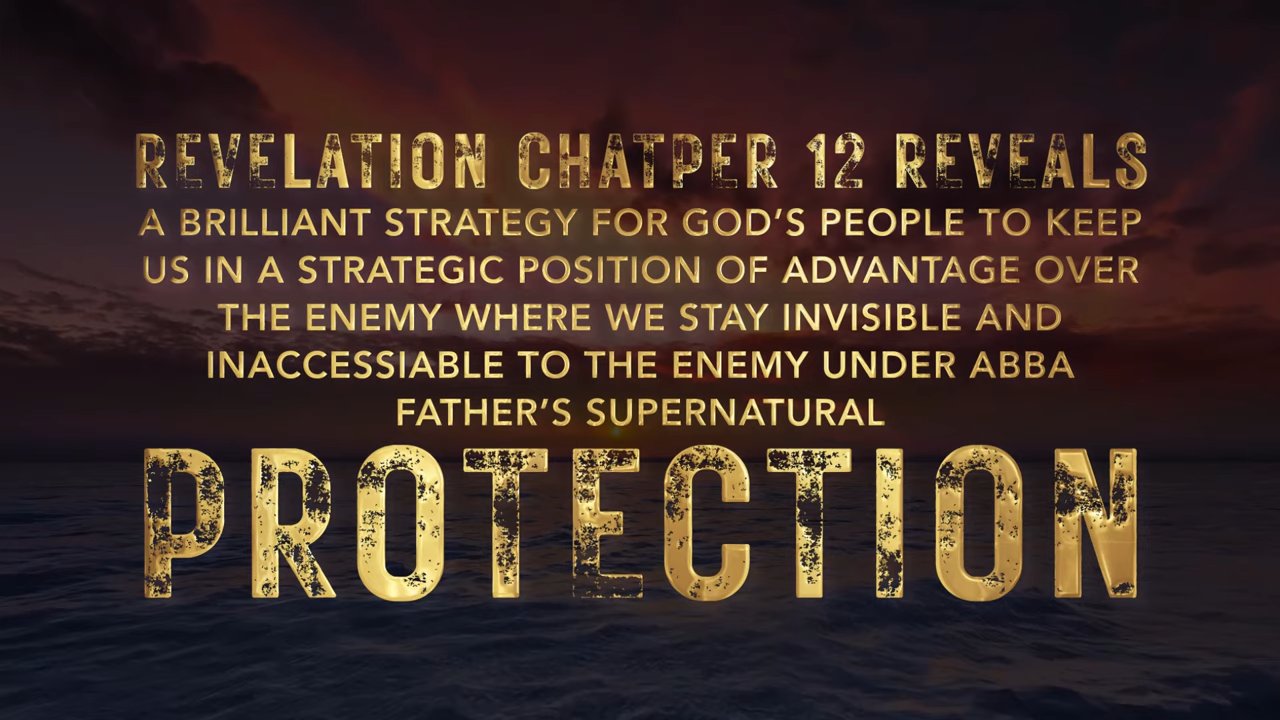 REVELATION CHATPER 12 REVEALS
A BRILLIANT STRATEGY FOR GOD'S PEOPLE TO KEEP
US IN A STRATEGIC POSITION OF ADVANTAGE OVER
THE ENEMY WHERE WE STAY INVISIBLE AND
INACCESSIABLE TO THE ENEMY UNDER ABBA
FATHER'S SUPERNATURAL
PROTECTION